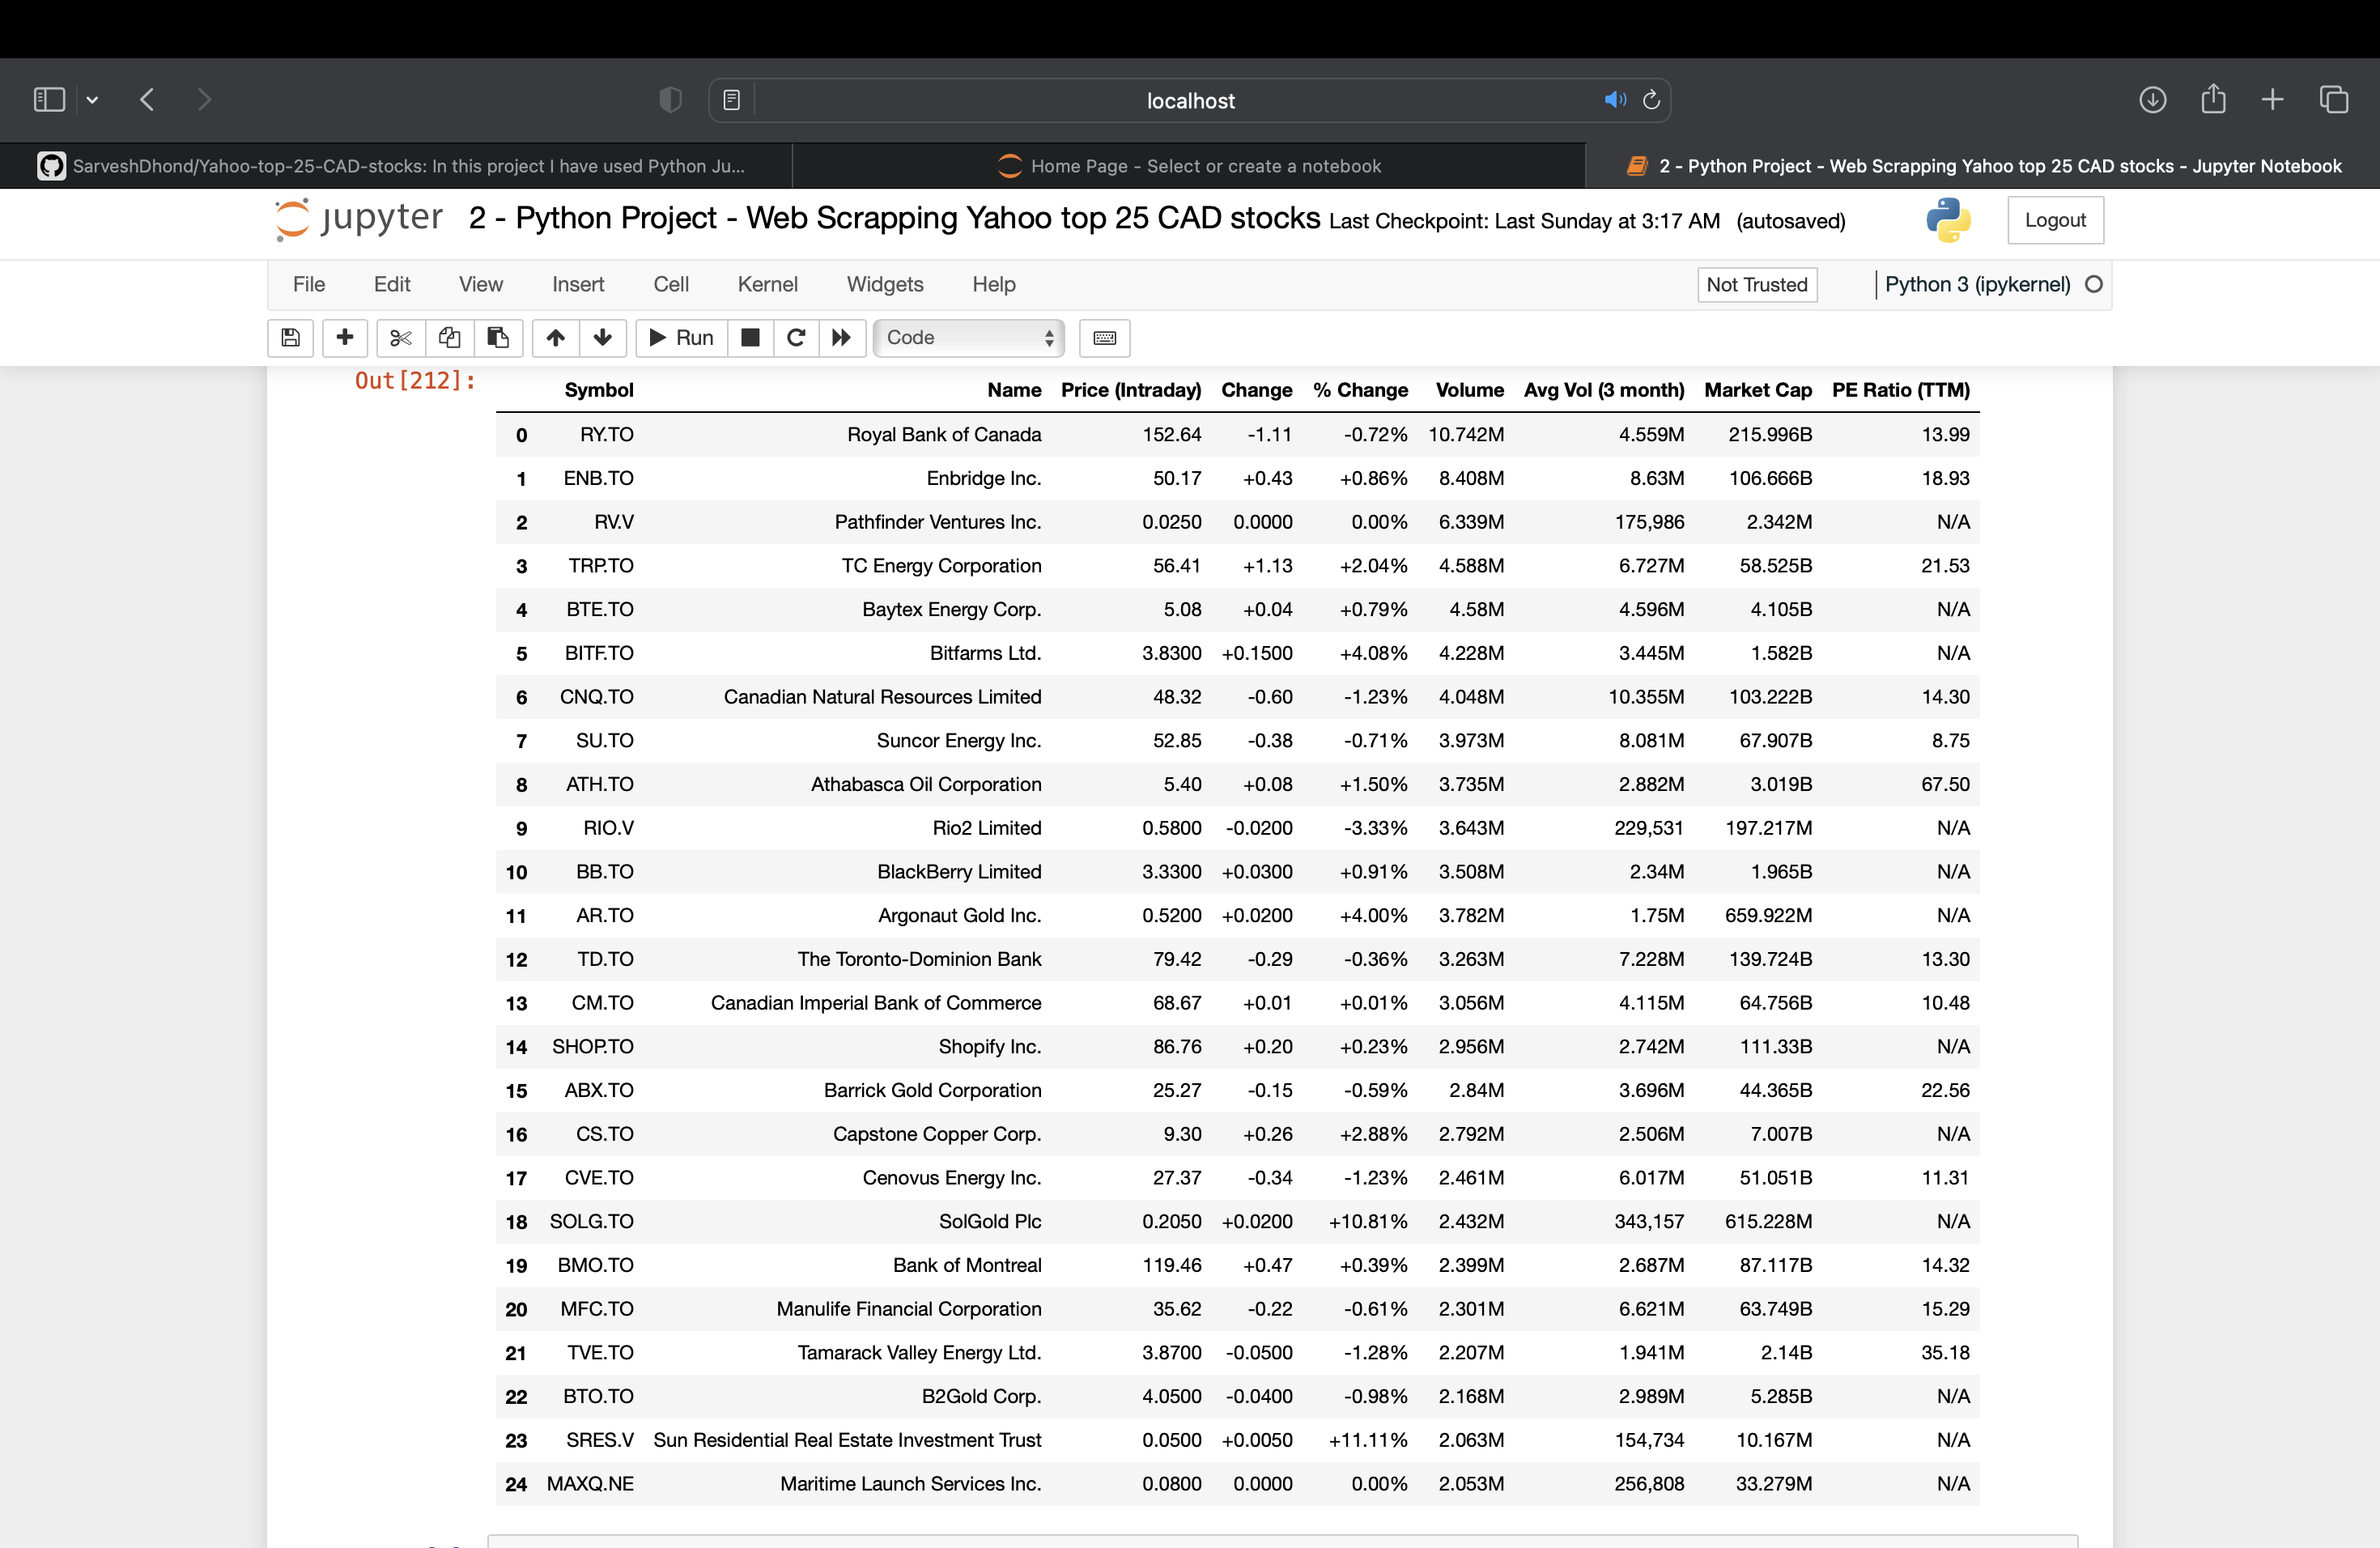 localhost
SarveshDhond/Yahoo-top-25-CAD-stocks: In this project I have used Python Ju...
Home Page - Select or create a notebook
2 - Python Project - Web Scrapping Yahoo top 25 CAD stocks - Jupyter Notebook
jupyter 2 - Python Project - Web Scrapping Yahoo top 25 CAD stocks Last Checkpoint: Last Sunday at 3:17 AM (autosaved) Logout
File Edit View Insert Cell Kernel Widgets Help Not Trusted Python 3 (ipykernel)
Run Code
Out[212]:
Symbol Name Price (Intraday) Change % Change Volume Avg Vol (3 month) Market Cap PE Ratio (TTM)
0 RY.TO Royal Bank of Canada 152.64 -1.11 -0.72% 10.742M 4.559M 215.996B 13.99
1 ENB.TO Enbridge Inc. 50.17 +0.43 +0.86% 8.408M 8.63M 106.666B 18.93
2 RV.V Pathfinder Ventures Inc. 0.0250 0.0000 0.00% 6.339M 175,986 2.342M N/A
3 TRP.TO TC Energy Corporation 56.41 +1.13 +2.04% 4.588M 6.727M 58.525B 21.53
4 BTE.TO Baytex Energy Corp. 5.08 +0.04 +0.79% 4.58M 4.596M 4.105B N/A
5 BITF.TO Bitfarms Ltd. 3.8300 +0.1500 +4.08% 4.228M 3.445M 1.582B N/A
6 CNQ.TO Canadian Natural Resources Limited 48.32 -0.60 -1.23% 4.048M 10.355M 103.222B 14.30
7 SU.TO Suncor Energy Inc. 52.85 -0.38 -0.71% 3.973M 8.081M 67.907B 8.75
8 ATH.TO Athabasca Oil Corporation 5.40 +0.08 +1.50% 3.735M 2.882M 3.019B 67.50
9 RIO.V Rio2 Limited 0.5800 -0.0200 -3.33% 3.643M 229,531 197.217M N/A
10 BB.TO BlackBerry Limited 3.3300 +0.0300 +0.91% 3.508M 2.34M 1.965B N/A
11 AR.TO Argonaut Gold Inc. 0.5200 +0.0200 +4.00% 3.782M 1.75M 659.922M N/A
12 TD.TO The Toronto-Dominion Bank 79.42 -0.29 -0.36% 3.263M 7.228M 139.724B 13.30
13 CM.TO Canadian Imperial Bank of Commerce 68.67 +0.01 +0.01% 3.056M 4.115M 64.756B 10.48
14 SHOP.TO Shopify Inc. 86.76 +0.20 +0.23% 2.956M 2.742M 111.33B N/A
15 ABX.TO Barrick Gold Corporation 25.27 -0.15 -0.59% 2.84M 3.696M 44.365B 22.56
16 CS.TO Capstone Copper Corp. 9.30 +0.26 +2.88% 2.792M 2.506M 7.007B N/A
17 CVE.TO Cenovus Energy Inc. 27.37 -0.34 -1.23% 2.461M 6.017M 51.051B 11.31
18 SOLG.TO SolGold Plc 0.2050 +0.0200 +10.81% 2.432M 343,157 615.228M N/A
19 BMO.TO Bank of Montreal 119.46 +0.47 +0.39% 2.399M 2.687M 87.117B 14.32
20 MFC.TO Manulife Financial Corporation 35.62 -0.22 -0.61% 2.301M 6.621M 63.749B 15.29
21 TVE.TO Tamarack Valley Energy Ltd. 3.8700 -0.0500 -1.28% 2.207M 1.941M 2.14B 35.18
22 BTO.TO B2Gold Corp. 4.0500 -0.0400 -0.98% 2.168M 2.989M 5.285B N/A
23 SRES.V Sun Residential Real Estate Investment Trust 0.0500 +0.0050 +11.11% 2.063M 154,734 10.167M N/A
24 MAXQ.NE Maritime Launch Services Inc. 0.0800 0.0000 0.00% 2.053M 256,808 33.279M N/A